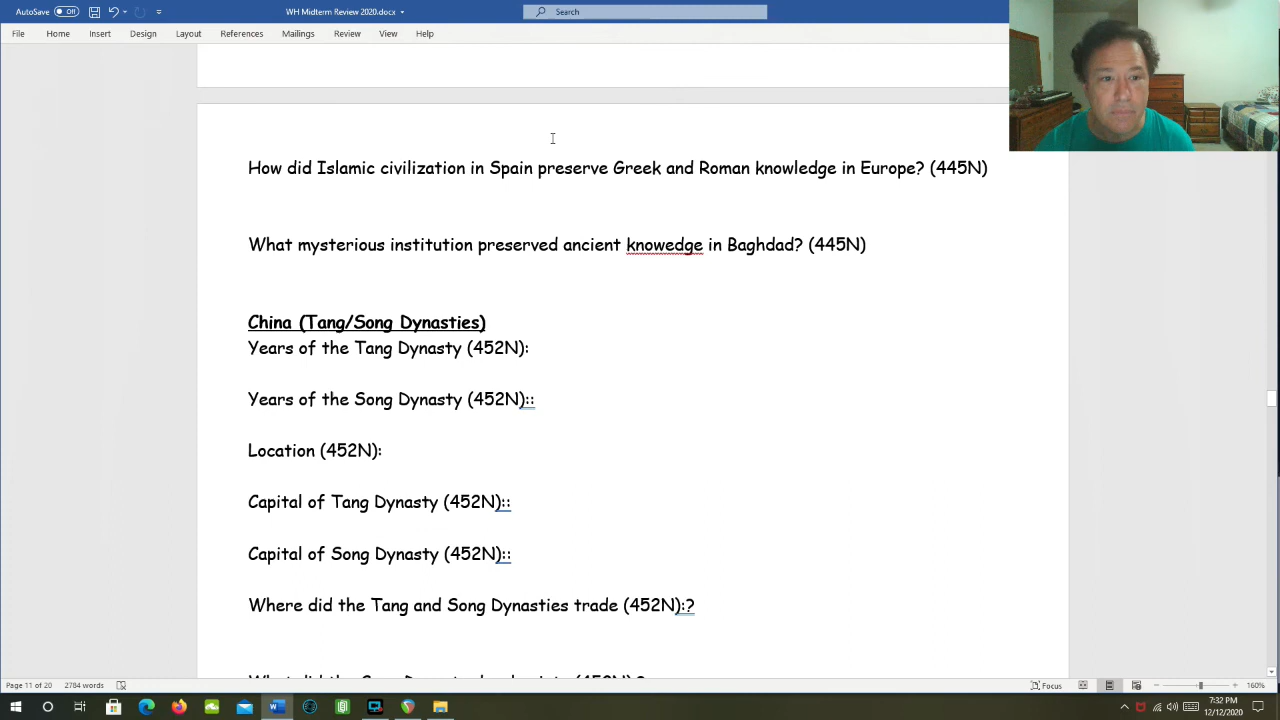 AutoSave Off WH Midterm Review 2020.docx Search
File Home Insert Design Layout References Mailings Review View Help
How did Islamic civilization in Spain preserve Greek and Roman knowledge in Europe? (445N)
What mysterious institution preserved ancient knowedge in Baghdad? (445N)
China (Tang/Song Dynasties)
Years of the Tang Dynasty (452N):
Years of the Song Dynasty (452N)::
Location (452N):
Capital of Tang Dynasty (452N)::
Capital of Song Dynasty (452N)::
Where did the Tang and Song Dynasties trade (452N):?
Page 11 of 20 2784 words Focus 160%
7:32 PM
12/12/2020